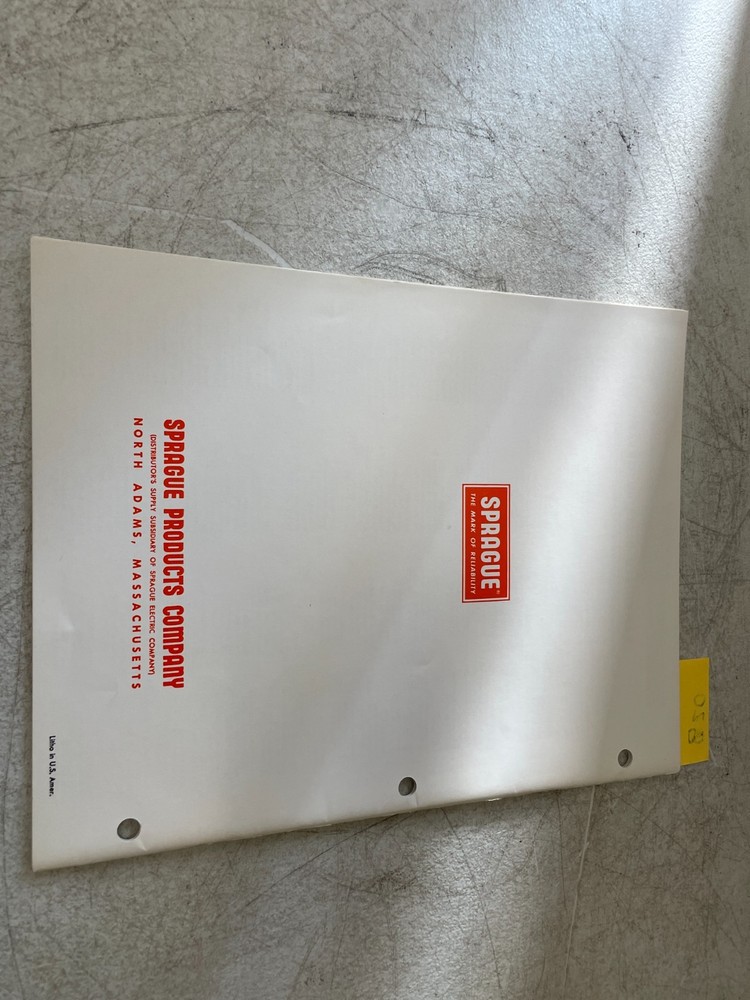 SPRAGUE®
THE MARK OF RELIABILITY
SPRAGUE PRODUCTS COMPANY
(DISTRIBUTOR'S SUPPLY SUBSIDIARY OF SPRAGUE ELECTRIC COMPANY)
NORTH ADAMS, MASSACHUSETTS
Litho in U.S. Amer.